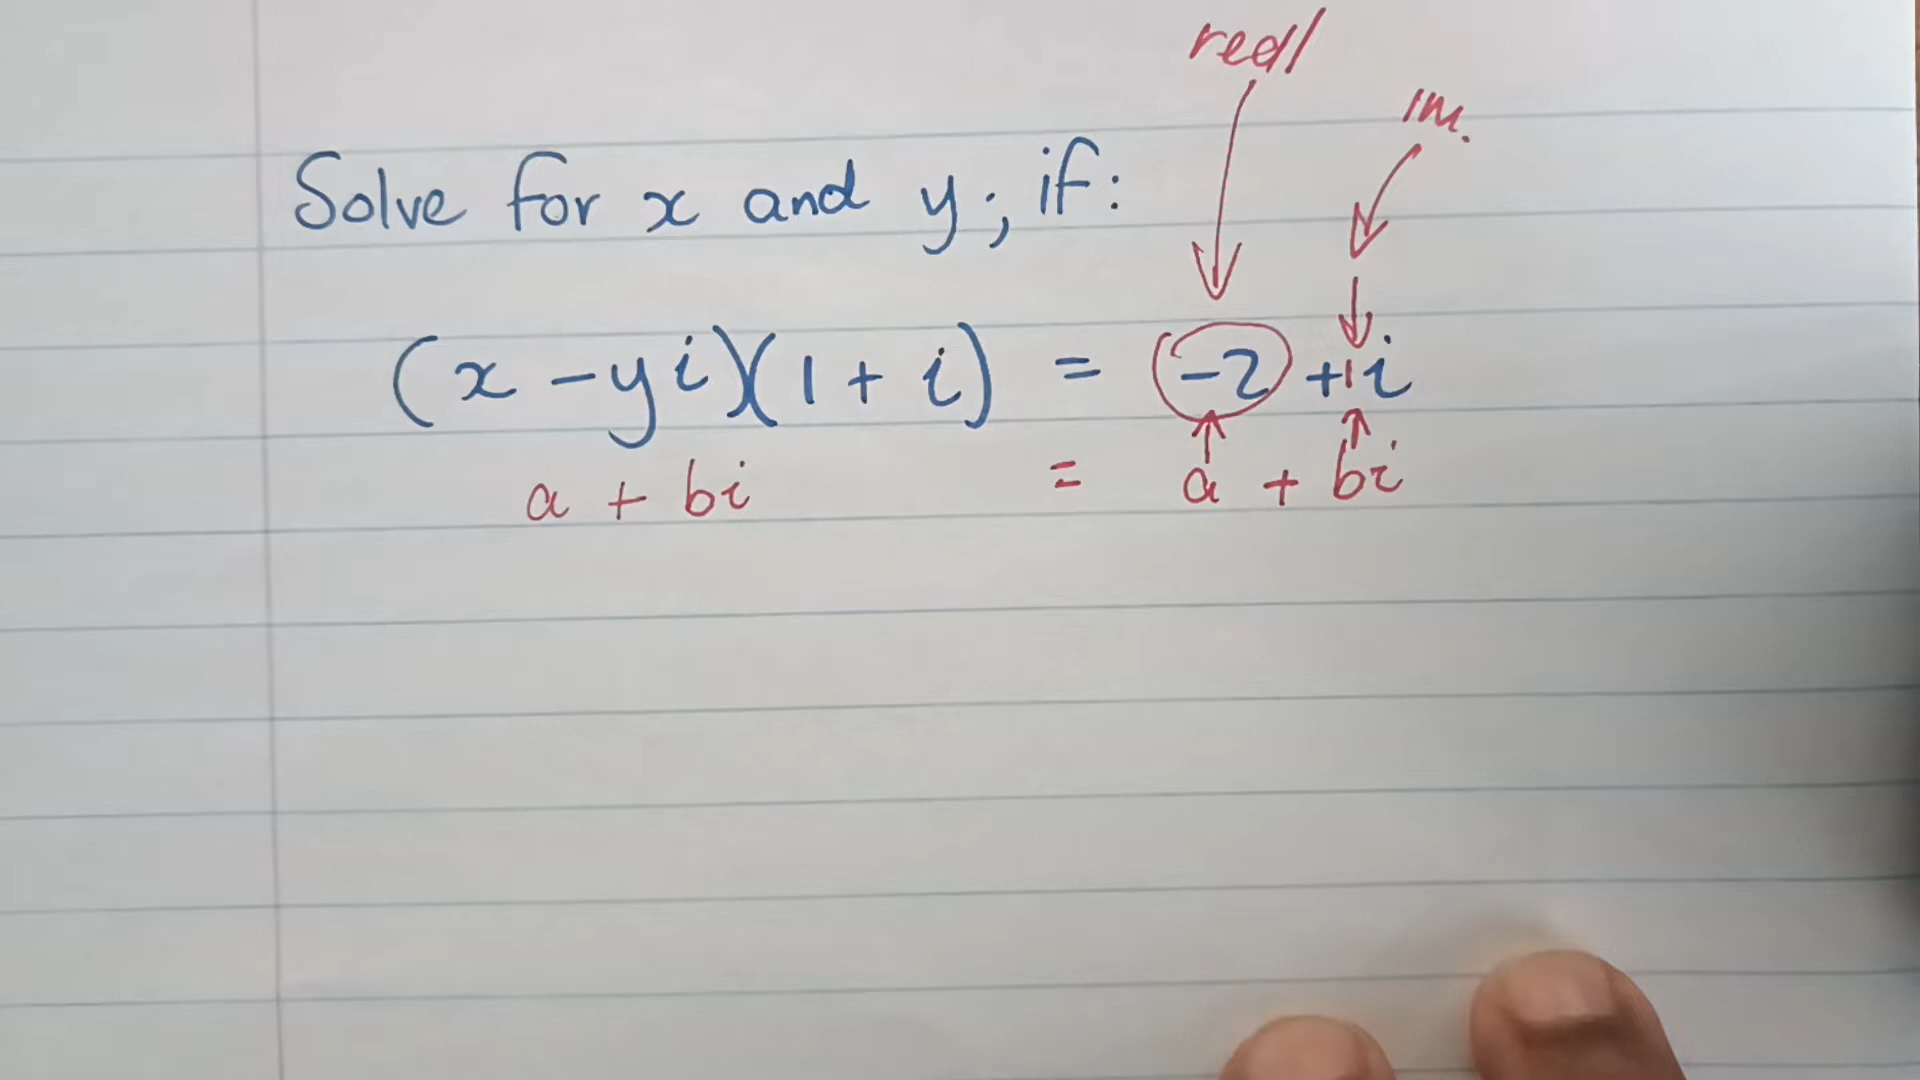 real
im.
Solve for x and y; if:
(x - yi)(1 + i) = -2 + 1i
a + bi = a + bi